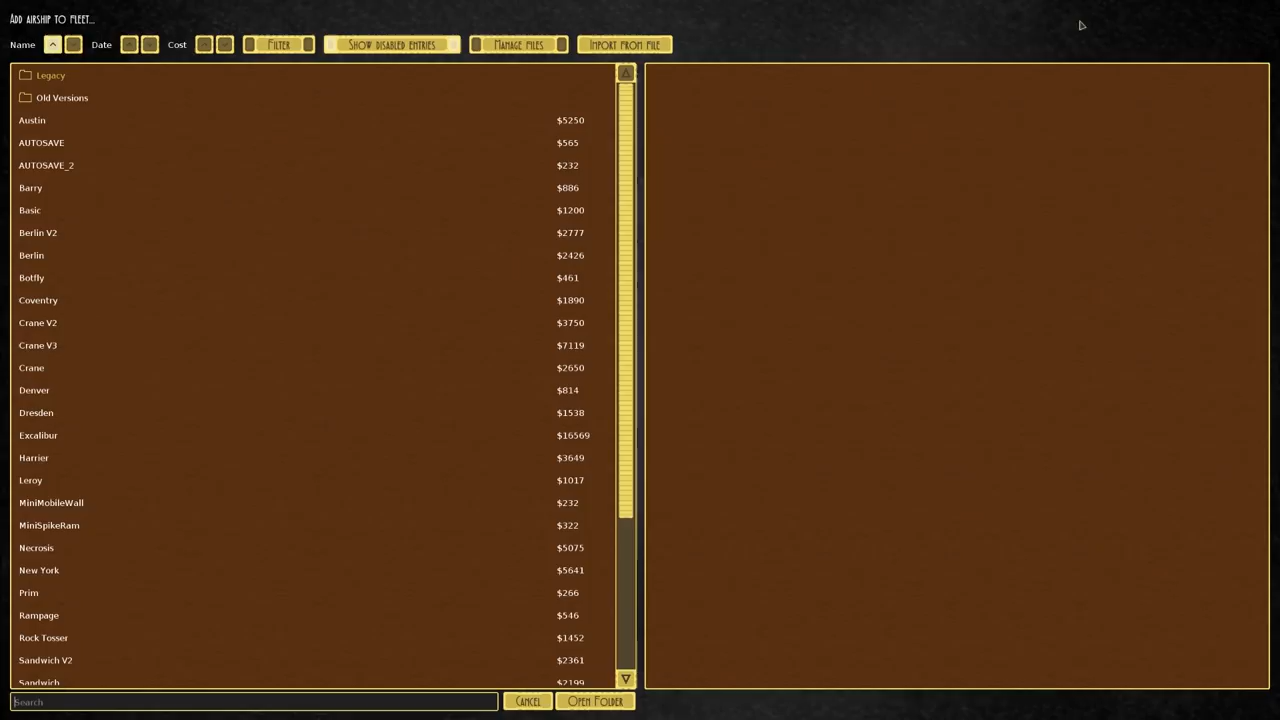 Add airship to fleet...
Name Date Cost Filter Show disabled entries Manage files Import from file
Legacy
Old Versions
Austin $5250
AUTOSAVE $565
AUTOSAVE_2 $232
Barry $886
Basic $1200
Berlin V2 $2777
Berlin $2426
Botfly $461
Coventry $1890
Crane V2 $3750
Crane V3 $7119
Crane $2650
Denver $814
Dresden $1538
Excalibur $16569
Harrier $3649
Leroy $1017
MiniMobileWall $232
MiniSpikeRam $322
Necrosis $5075
New York $5641
Prim $266
Rampage $546
Rock Tosser $1452
Sandwich V2 $2361
Sandwich $2199
Search Cancel Open Folder